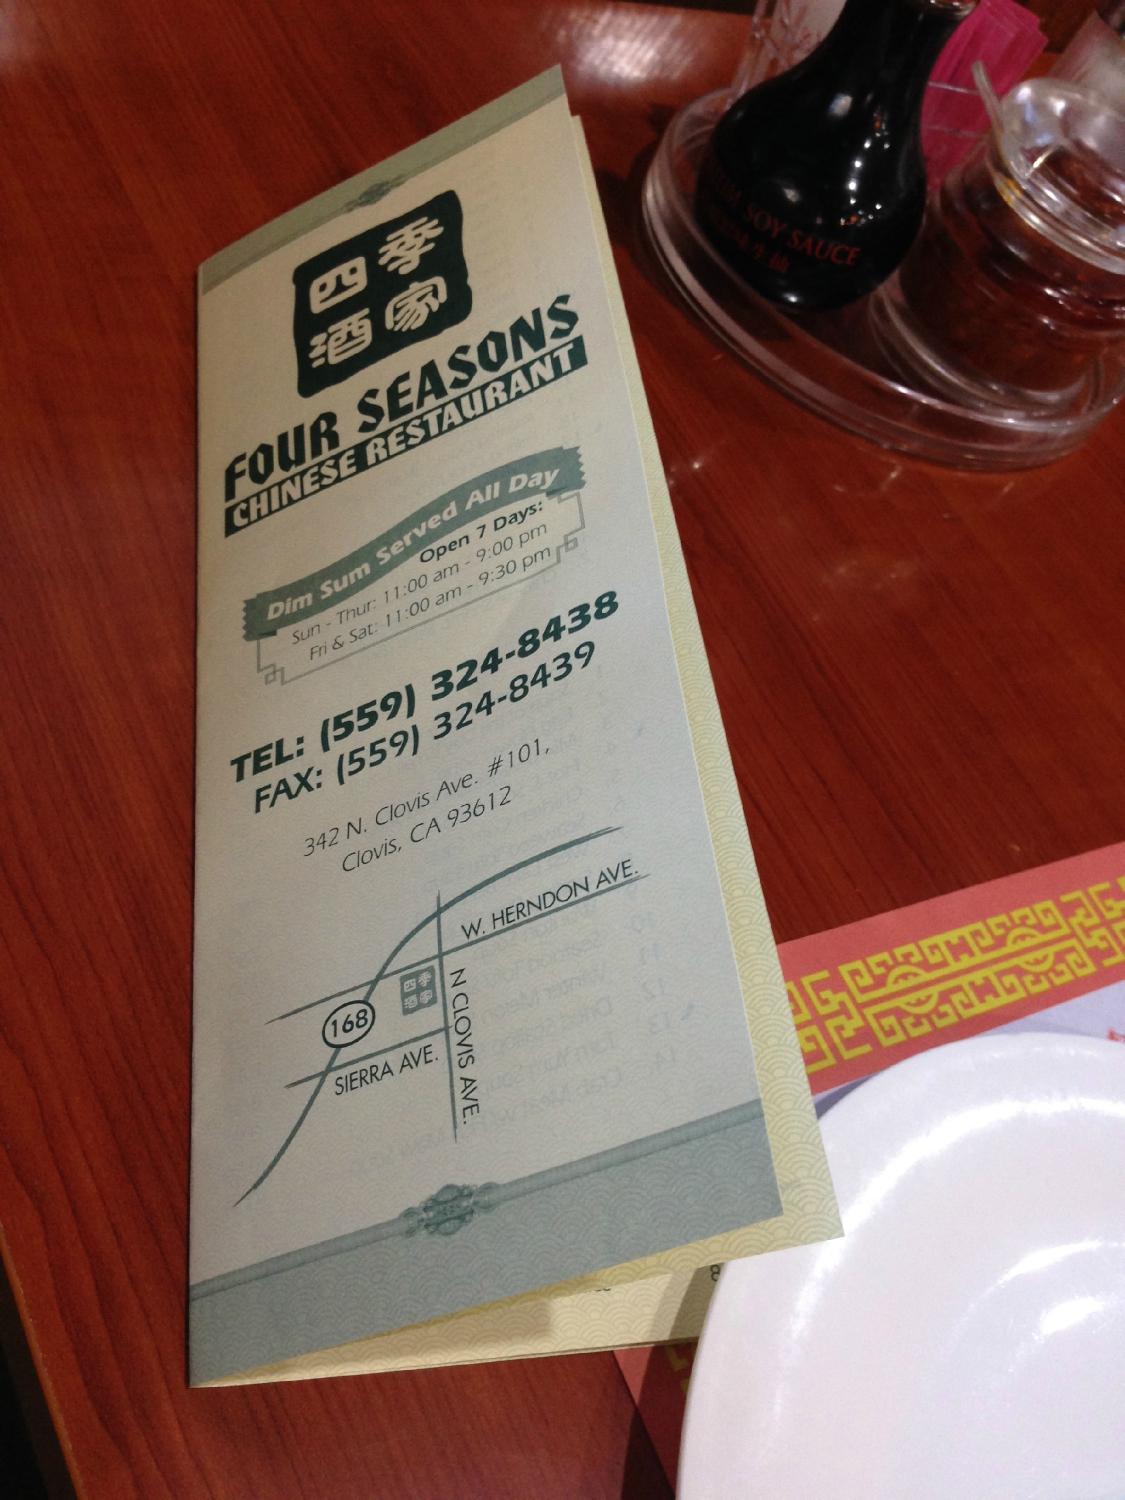 四季
酒家
FOUR SEASONS
CHINESE RESTAURANT
Dim Sum Served All Day
Open 7 Days:
Sun - Thur: 11:00 am - 9:00 pm
Fri & Sat: 11:00 am - 9:30 pm
TEL: (559) 324-8438
FAX: (559) 324-8439
342 N. Clovis Ave. #101,
Clovis, CA 93612
W. HERNDON AVE.
四季
酒家
168
N CLOVIS AVE.
SIERRA AVE.
SOY SAUCE